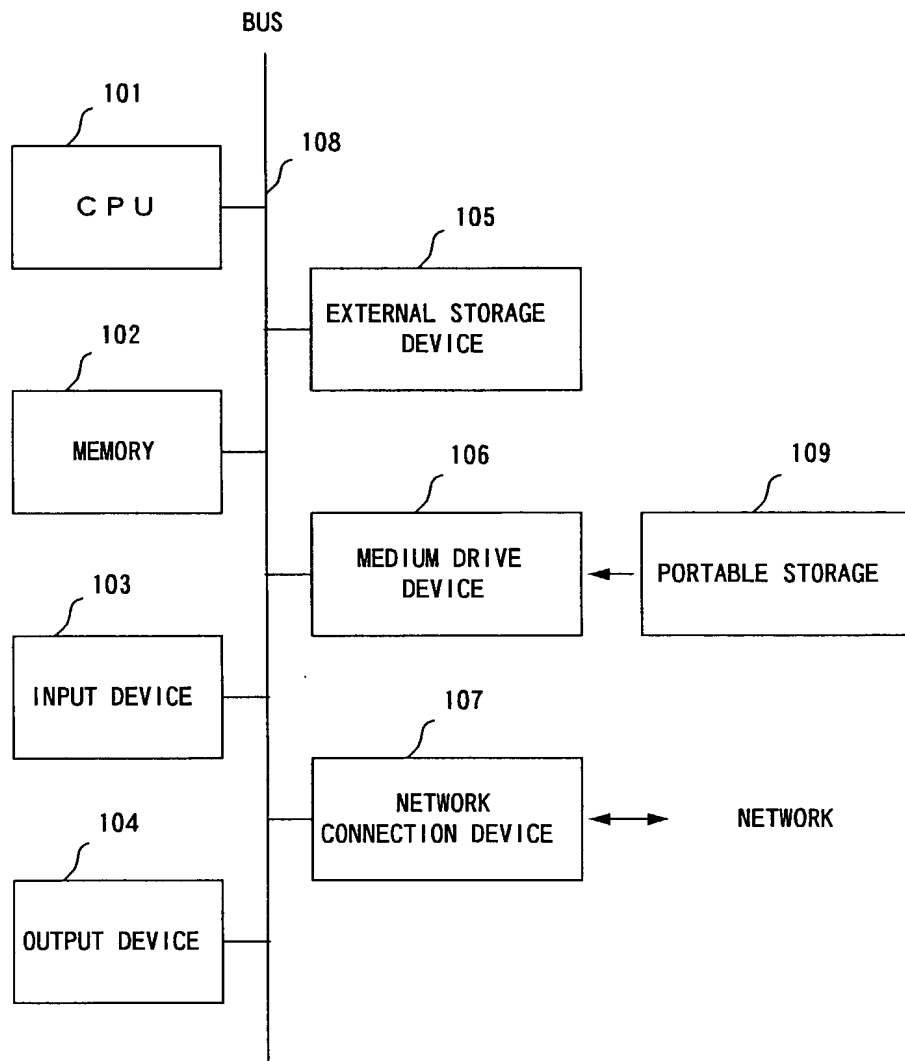 BUS
101
108
CPU
105
EXTERNAL STORAGE
DEVICE
102
MEMORY
106
109
MEDIUM DRIVE
DEVICE
PORTABLE STORAGE
103
INPUT DEVICE
107
NETWORK
CONNECTION DEVICE
NETWORK
104
OUTPUT DEVICE